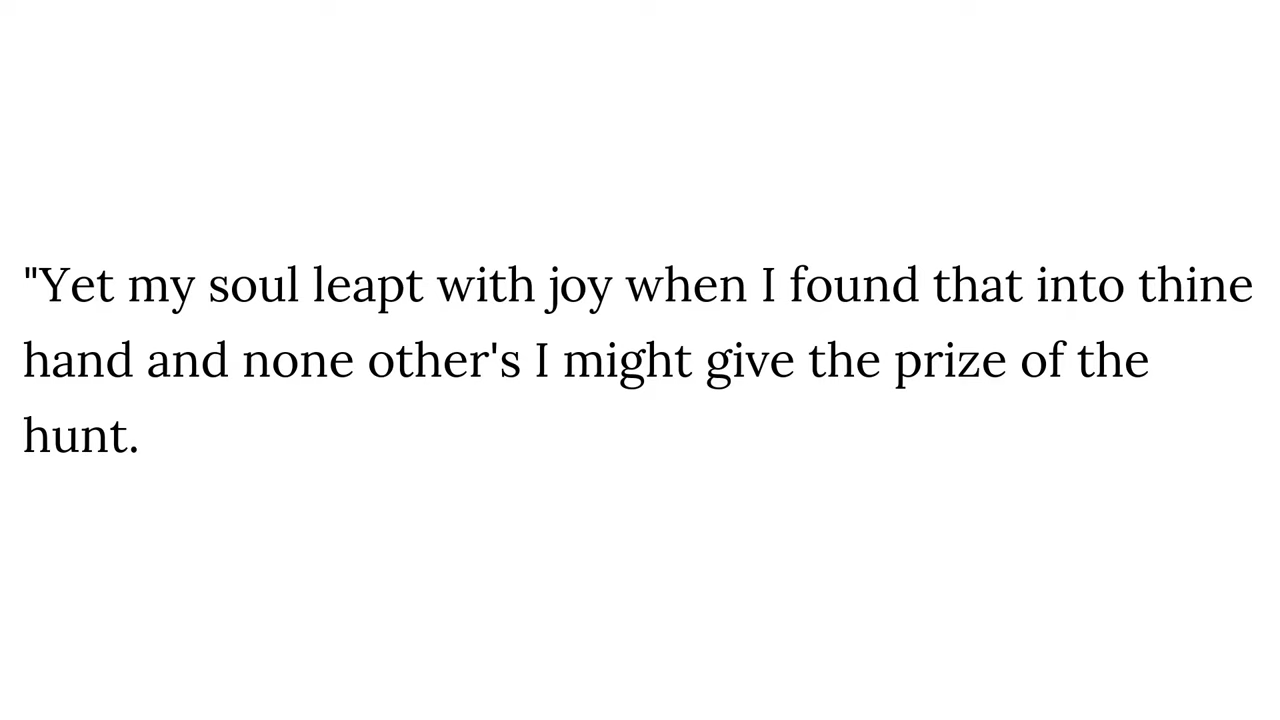 "Yet my soul leapt with joy when I found that into thine
hand and none other's I might give the prize of the
hunt.